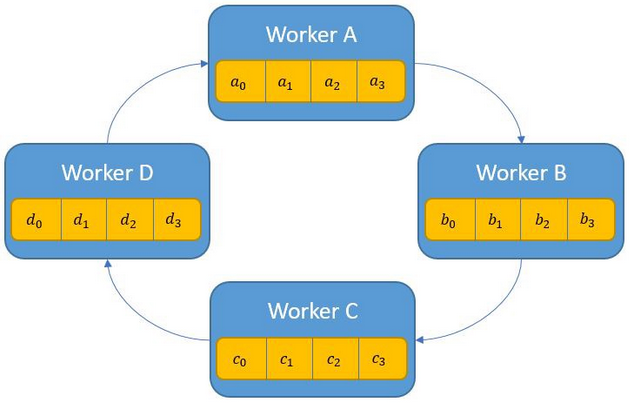 Worker A
a₀ a₁ a₂ a₃
Worker D
d₀ d₁ d₂ d₃
Worker B
b₀ b₁ b₂ b₃
Worker C
c₀ c₁ c₂ c₃